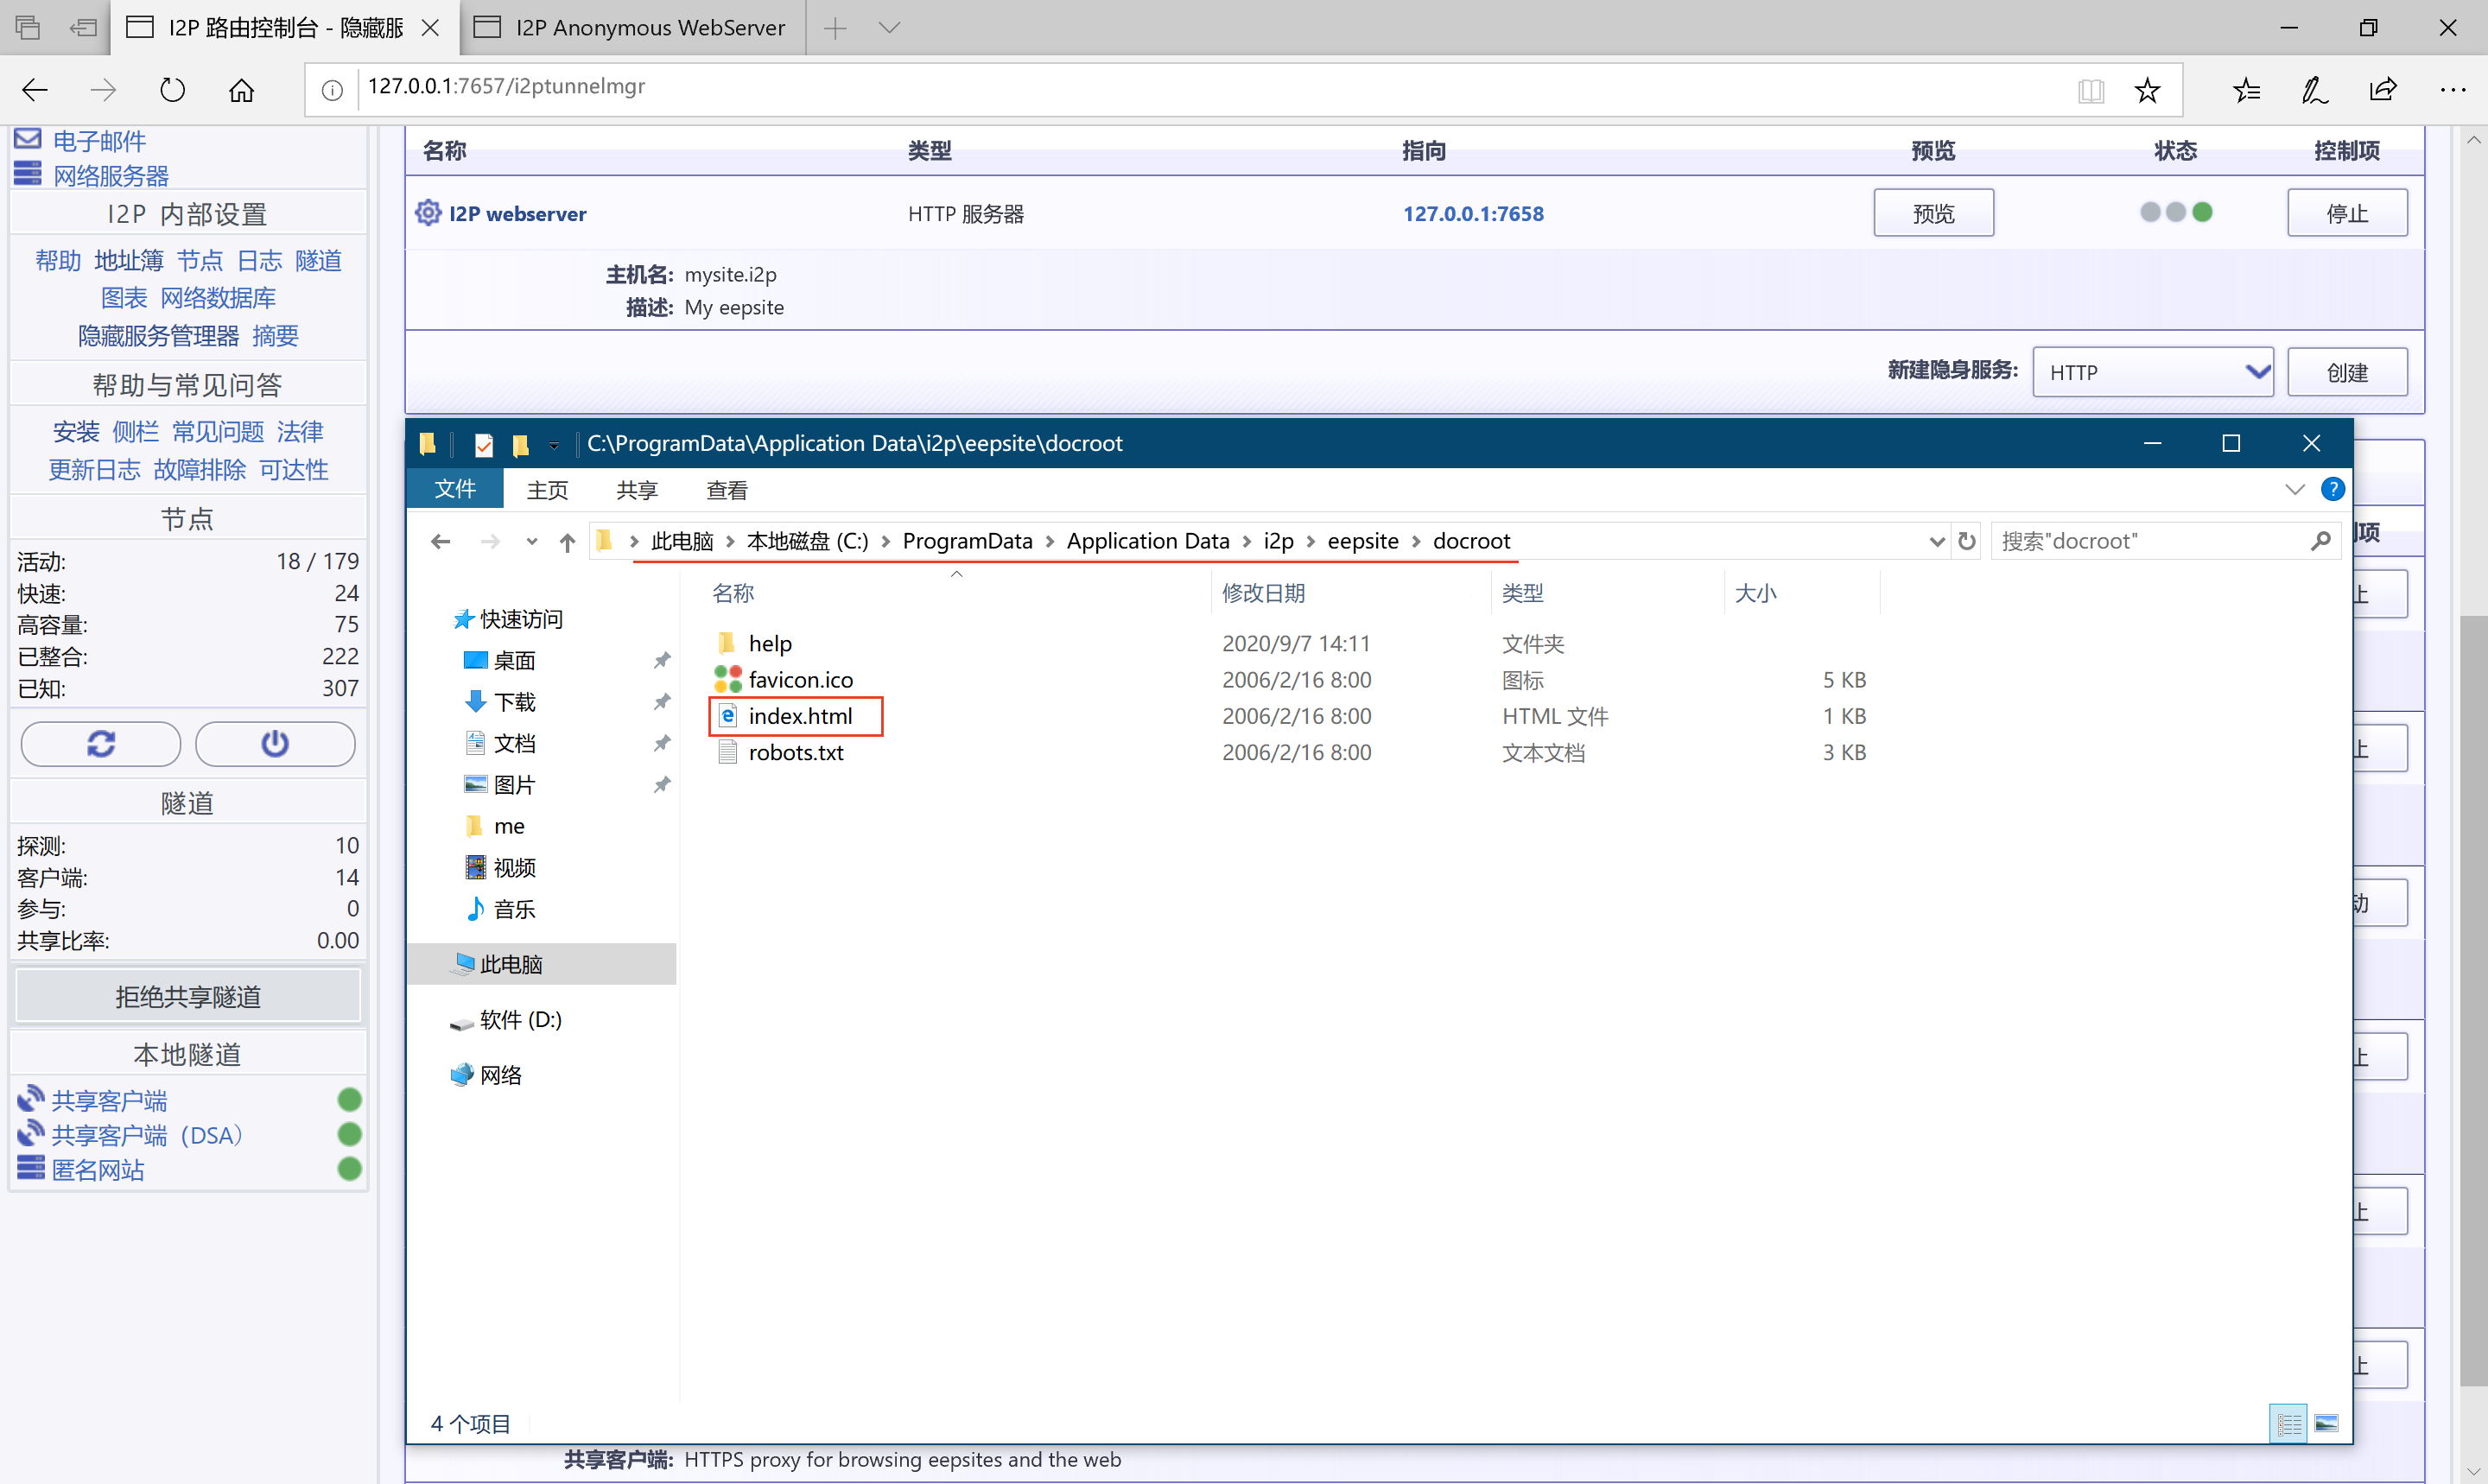 I2P 路由控制台 - 隐藏服
I2P Anonymous WebServer
127.0.0.1:7657/i2ptunnelmgr
电子邮件
网络服务器
I2P 内部设置
帮助 地址簿 节点 日志 隧道
图表 网络数据库
隐藏服务管理器 摘要
帮助与常见问答
安装 侧栏 常见问题 法律
更新日志 故障排除 可达性
节点
活动: 18 / 179
快速: 24
高容量: 75
已整合: 222
已知: 307
隧道
探测: 10
客户端: 14
参与: 0
共享比率: 0.00
拒绝共享隧道
本地隧道
共享客户端
共享客户端（DSA）
匿名网站
名称 类型 指向 预览 状态 控制项
I2P webserver HTTP 服务器 127.0.0.1:7658 预览 停止
主机名: mysite.i2p
描述: My eepsite
新建隐身服务: HTTP 创建
C:\ProgramData\Application Data\i2p\eepsite\docroot
文件 主页 共享 查看
此电脑 本地磁盘 (C:) ProgramData Application Data i2p eepsite docroot
搜索"docroot"
快速访问
桌面
下载
文档
图片
me
视频
音乐
此电脑
软件 (D:)
网络
名称 修改日期 类型 大小
help 2020/9/7 14:11 文件夹
favicon.ico 2006/2/16 8:00 图标 5 KB
index.html 2006/2/16 8:00 HTML 文件 1 KB
robots.txt 2006/2/16 8:00 文本文档 3 KB
4 个项目
项
止
止
动
止
止
止
共享客户端: HTTPS proxy for browsing eepsites and the web